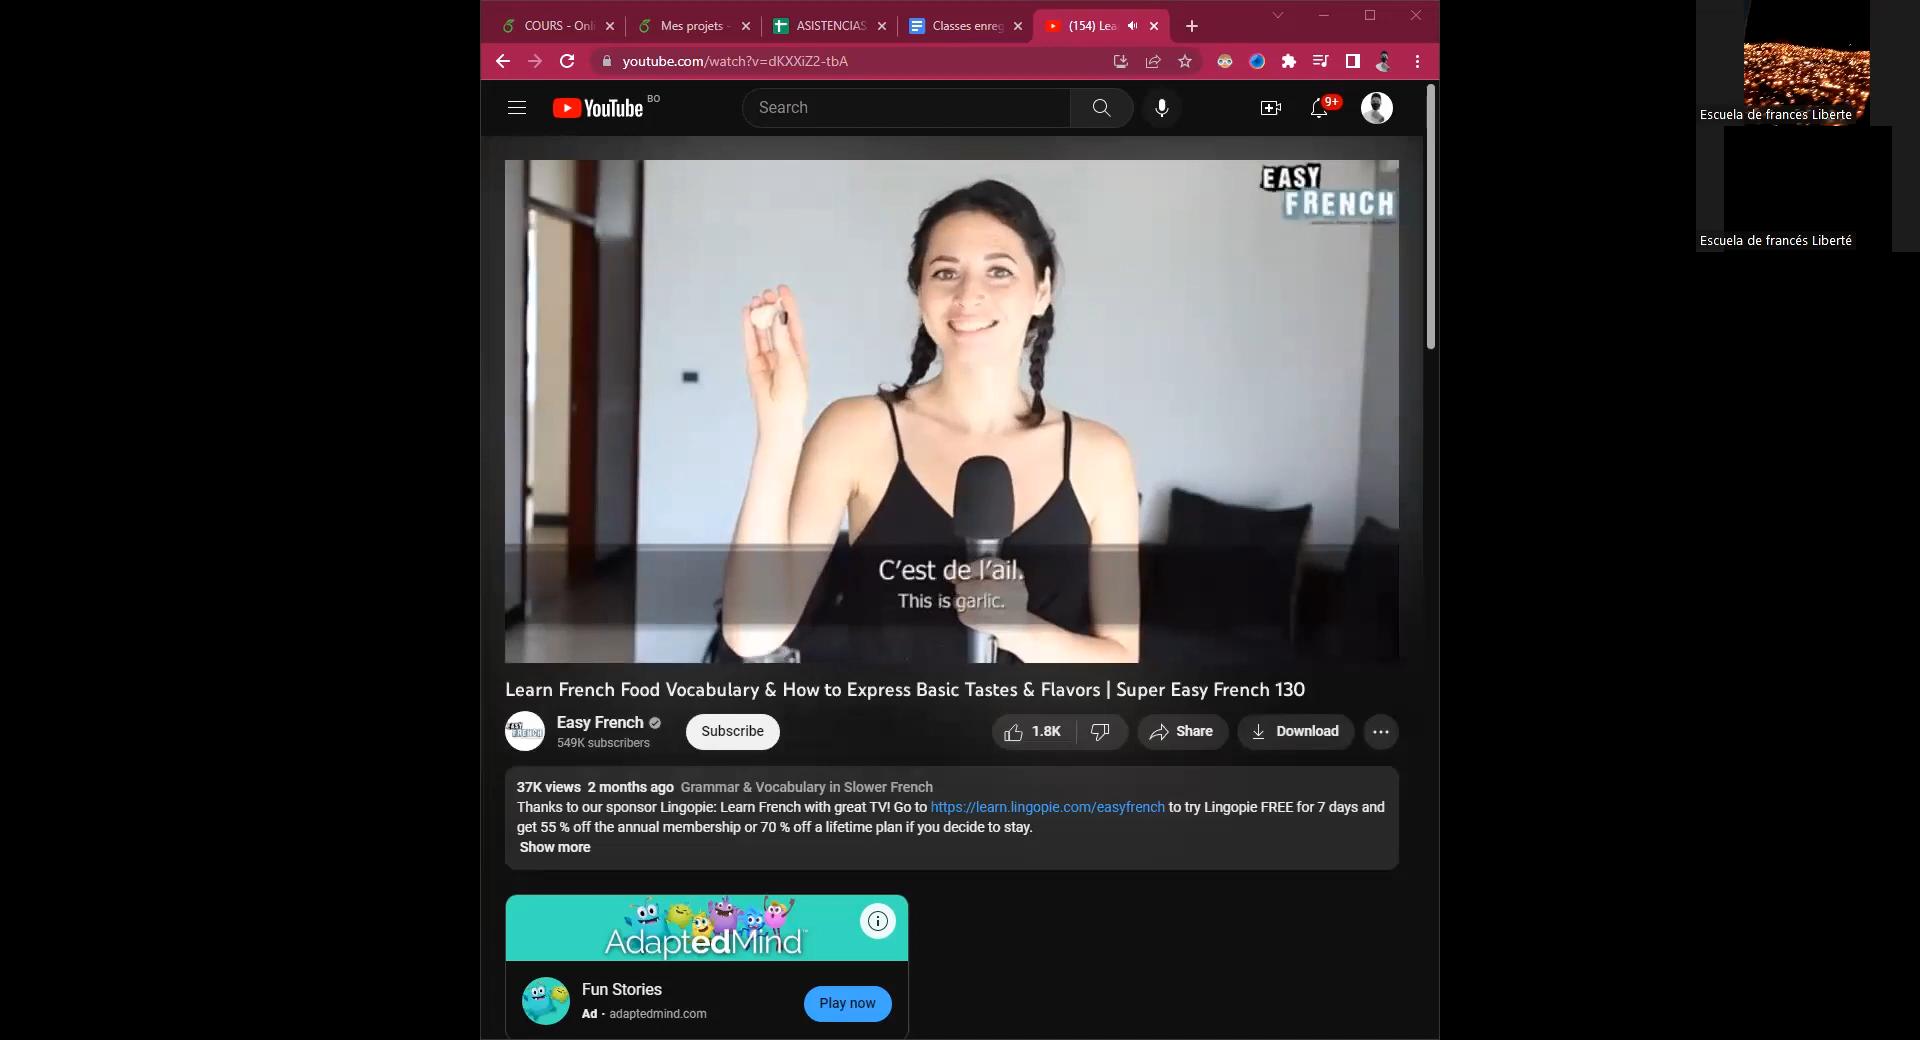 COURS - Onli
Mes projets -
ASISTENCIAS
Classes enreg
(154) Lea
youtube.com/watch?v=dKXXiZ2-tbA
YouTube BO
Search
9+
EASY
FRENCH
C'est de l'ail.
This is garlic.
Learn French Food Vocabulary & How to Express Basic Tastes & Flavors | Super Easy French 130
EASY
FRENCH
Easy French
549K subscribers
Subscribe
1.8K
Share
Download
37K views 2 months ago Grammar & Vocabulary in Slower French
Thanks to our sponsor Lingopie: Learn French with great TV! Go to https://learn.lingopie.com/easyfrench to try Lingopie FREE for 7 days and
get 55 % off the annual membership or 70 % off a lifetime plan if you decide to stay.
Show more
AdaptedMind™
Fun Stories
Ad · adaptedmind.com
Play now
Escuela de frances Liberte
Escuela de francés Liberté